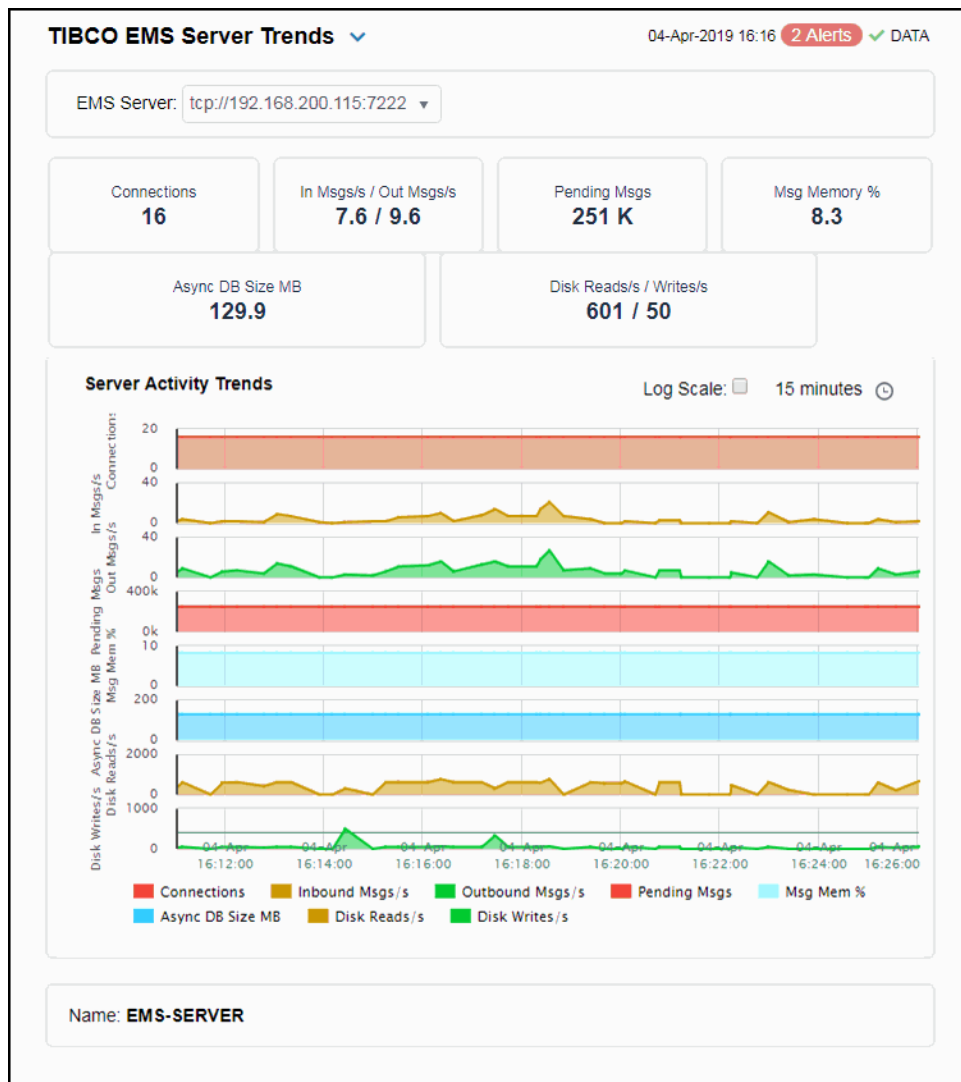 TIBCO EMS Server Trends
04-Apr-2019 16:16 2 Alerts DATA
EMS Server: tcp://192.168.200.115:7222
Connections
16
In Msgs/s / Out Msgs/s
7.6 / 9.6
Pending Msgs
251 K
Msg Memory %
8.3
Async DB Size MB
129.9
Disk Reads/s / Writes/s
601 / 50
Server Activity Trends
Log Scale: 15 minutes
Connections
20
0
In Msgs/s
40
0
Out Msgs/s
40
0
Pending Msgs
400k
0k
Msg Mem %
10
0
Async DB Size MB
200
0
Disk Reads/s
2000
0
Disk Writes/s
1000
0
04-Apr 04-Apr 04-Apr 04-Apr 04-Apr 04-Apr 04-Apr 04-Apr
16:12:00 16:14:00 16:16:00 16:18:00 16:20:00 16:22:00 16:24:00 16:26:00
Connections Inbound Msgs/s Outbound Msgs/s Pending Msgs Msg Mem %
Async DB Size MB Disk Reads/s Disk Writes/s
Name: EMS-SERVER